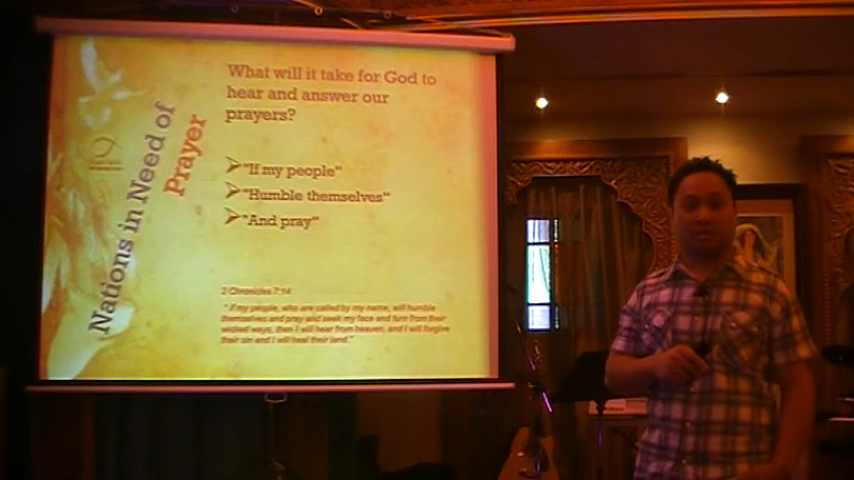 Nations in Need of
Prayer
What will it take for God to
hear and answer our
prayers?
"If my people"
"Humble themselves"
"And pray"
2 Chronicles 7:14
" if my people, who are called by my name, will humble
themselves and pray and seek my face and turn from their
wicked ways, then I will hear from heaven, and I will forgive
their sin and I will heal their land."